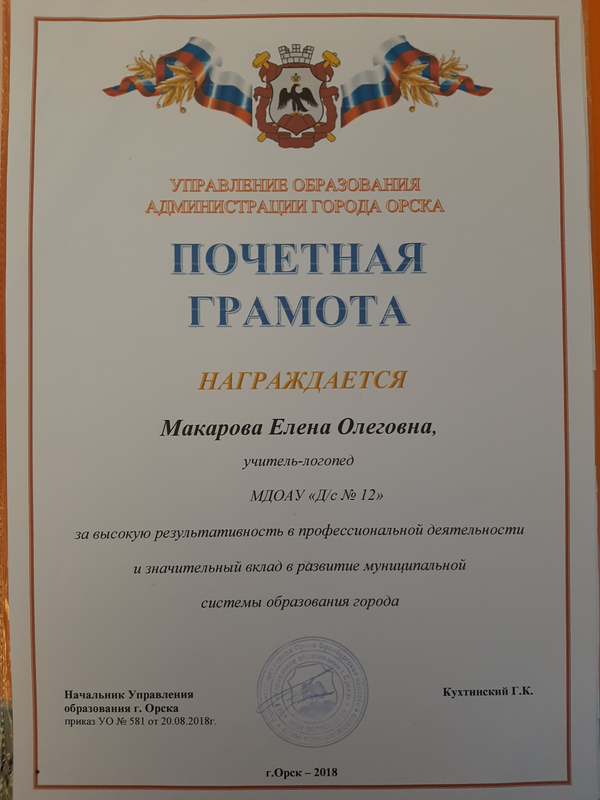 УПРАВЛЕНИЕ ОБРАЗОВАНИЯ
АДМИНИСТРАЦИИ ГОРОДА ОРСКА
ПОЧЕТНАЯ
ГРАМОТА
НАГРАЖДАЕТСЯ
Макарова Елена Олеговна,
учитель-логопед
МДОАУ «Д/с № 12»
за высокую результативность в профессиональной деятельности
и значительный вклад в развитие муниципальной
системы образования города
Начальник Управления
образования г. Орска
приказ УО № 581 от 20.08.2018г.
Кухтинский Г.К.
г.Орск – 2018